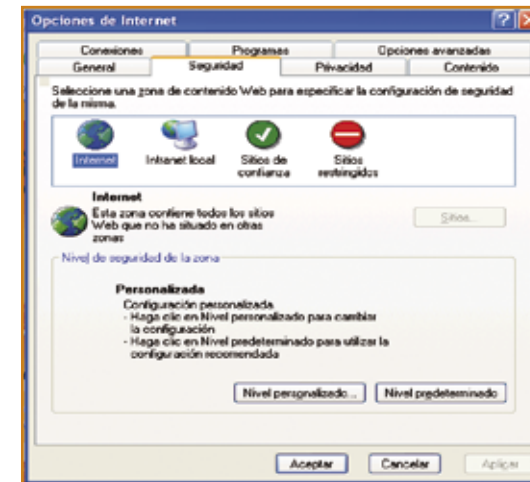 Opciones de Internet
Conexiones Programas Opciones avanzadas
General Seguridad Privacidad Contenido
Seleccione una zona de contenido Web para especificar la configuración de seguridad
de la misma.
Internet Intranet local Sitios de Sitios
confianza restringidos
Internet
Esta zona contiene todos los sitios
Web que no ha situado en otras
zonas
Sitios...
Nivel de seguridad de la zona
Personalizada
Configuración personalizada
- Haga clic en Nivel personalizado para cambiar
la configuración
- Haga clic en Nivel predeterminado para utilizar la
configuración recomendada
Nivel personalizado... Nivel predeterminado
Aceptar Cancelar Aplicar